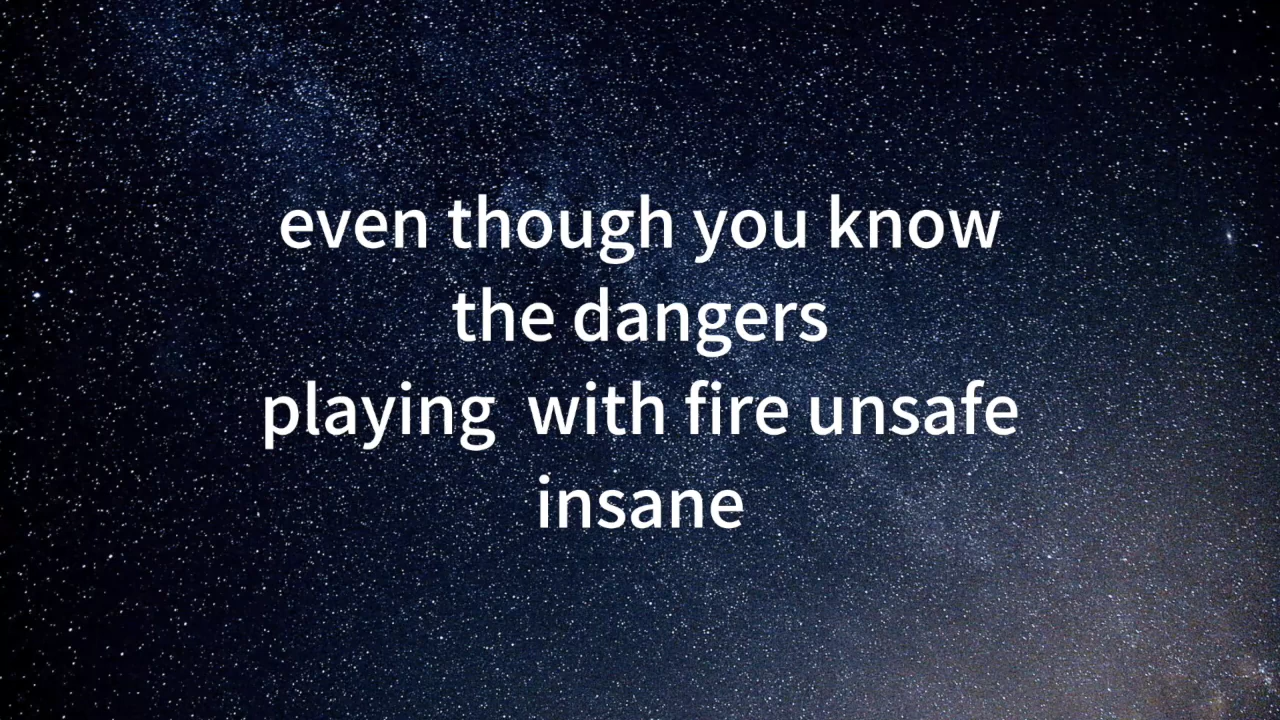 even though you know
the dangers
playing  with fire unsafe
insane